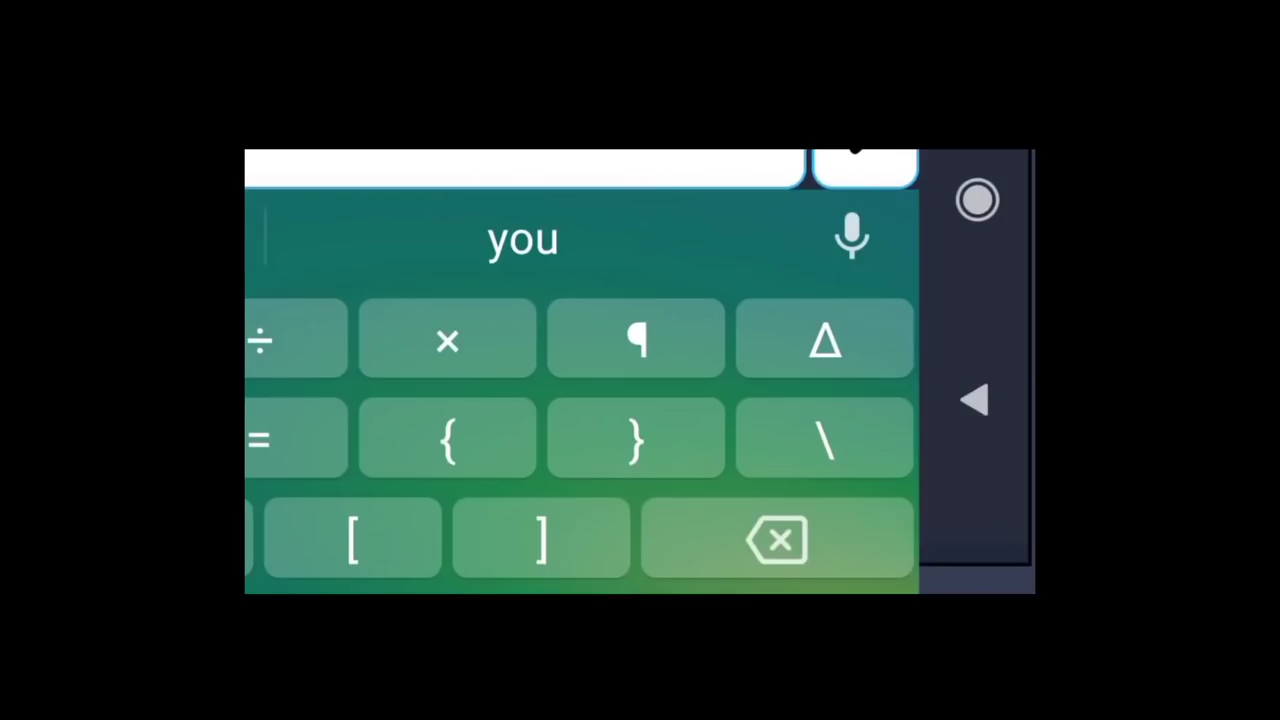 you
÷ × ¶ Δ
= { } \
[ ]